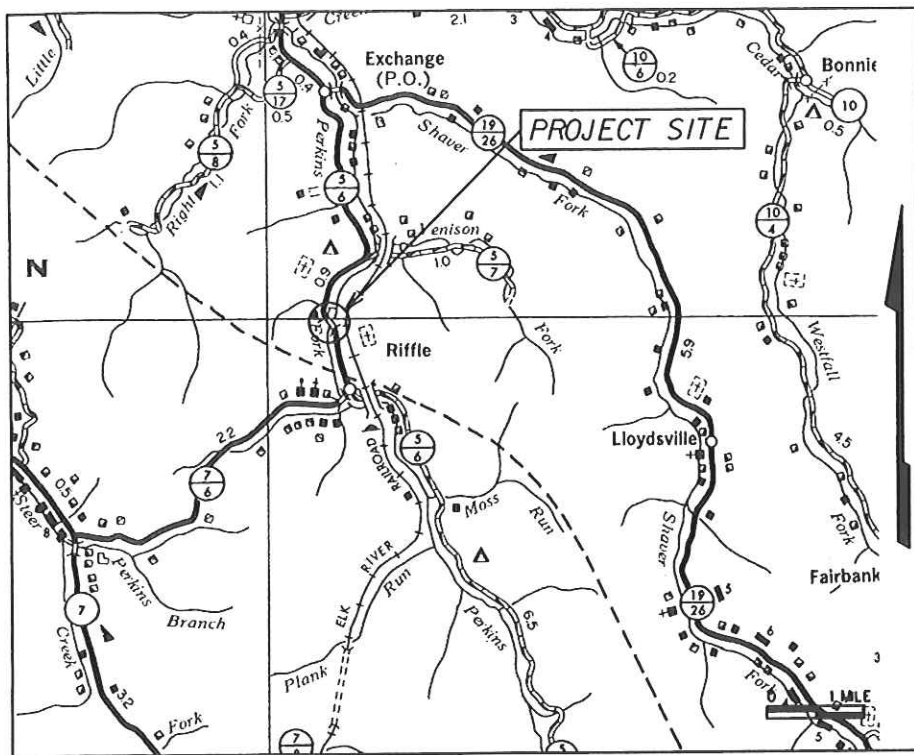 Little
0.4
Creek
2.1
3
4
10
6
0.2
Cedar
Bonnie
10
0.5
Exchange
(P.O.)
5
17
0.5
0.4
Fork
Perkins
19
26
Shaver
PROJECT SITE
5
8
1.1
Right
1.1
5
6
Fork
10
4
Venison
1.0
5
7
N
0.9
Fork
Riffle
Fork
5.9
Westfall
2.2
7
6
RAILROAD
5
6
Lloydsville
4.5
0.5
Steer
8
Moss
Run
Shaver
Fork
Perkins
Branch
RIVER
Run
ELK
Fairbank
7
Creek
Plank
Perkins
6.5
19
26
5
6
3
3.2
Fork
Fork
0
1 MILE
7
5
5